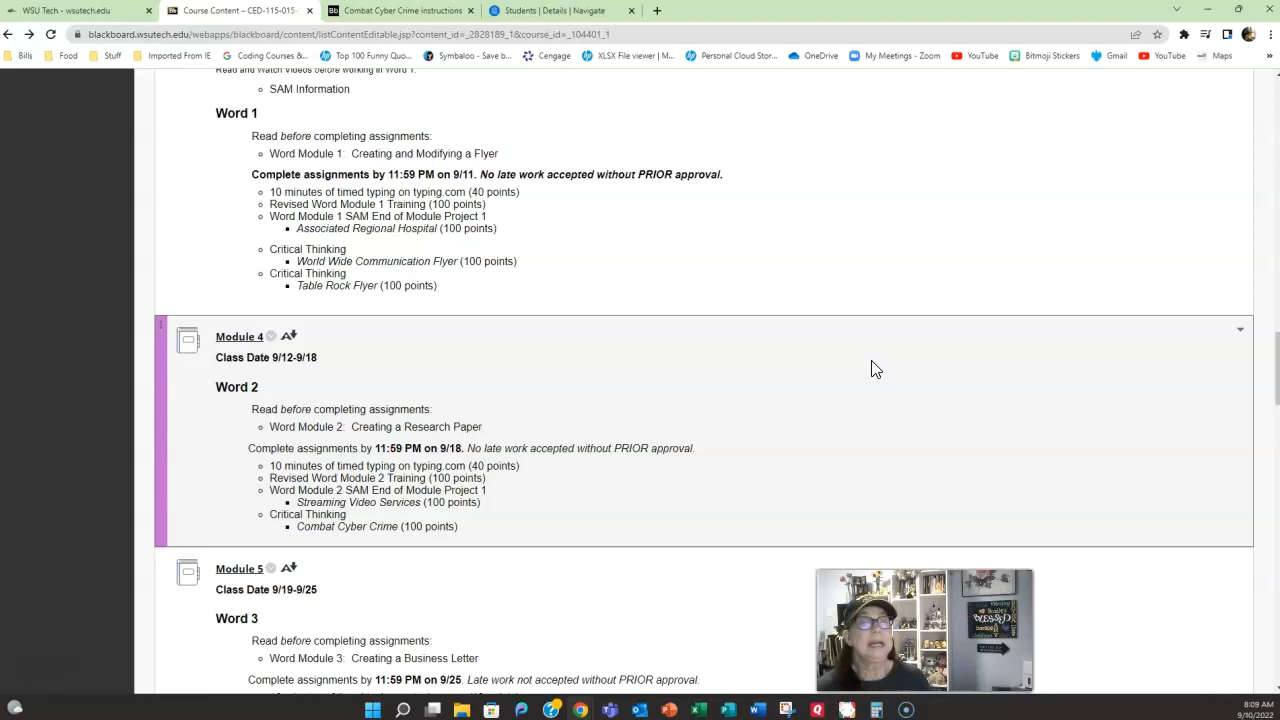 WSU Tech - wsutech.edu
Course Content – CED-115-015-
Combat Cyber Crime instructions
Students | Details | Navigate
blackboard.wsutech.edu/webapps/blackboard/content/listContentEditable.jsp?content_id=_2828189_1&course_id=_104401_1
Bills
Food
Stuff
Imported From IE
Coding Courses &...
Top 100 Funny Quo...
Symbaloo - Save b...
Cengage
XLSX File viewer | M...
Personal Cloud Stor...
OneDrive
My Meetings - Zoom
YouTube
Bitmoji Stickers
Gmail
YouTube
Maps
»
Read and Watch Videos before working in Word 1.
SAM Information
Word 1
Read before completing assignments:
Word Module 1: Creating and Modifying a Flyer
Complete assignments by 11:59 PM on 9/11. No late work accepted without PRIOR approval.
10 minutes of timed typing on typing.com (40 points)
Revised Word Module 1 Training (100 points)
Word Module 1 SAM End of Module Project 1
Associated Regional Hospital (100 points)
Critical Thinking
World Wide Communication Flyer (100 points)
Critical Thinking
Table Rock Flyer (100 points)
Module 4
Class Date 9/12-9/18
Word 2
Read before completing assignments:
Word Module 2: Creating a Research Paper
Complete assignments by 11:59 PM on 9/18. No late work accepted without PRIOR approval.
10 minutes of timed typing on typing.com (40 points)
Revised Word Module 2 Training (100 points)
Word Module 2 SAM End of Module Project 1
Streaming Video Services (100 points)
Critical Thinking
Combat Cyber Crime (100 points)
Module 5
Class Date 9/19-9/25
Word 3
Read before completing assignments:
Word Module 3: Creating a Business Letter
Complete assignments by 11:59 PM on 9/25. Late work not accepted without PRIOR approval.
BLESSED
8:09 AM
9/10/2022